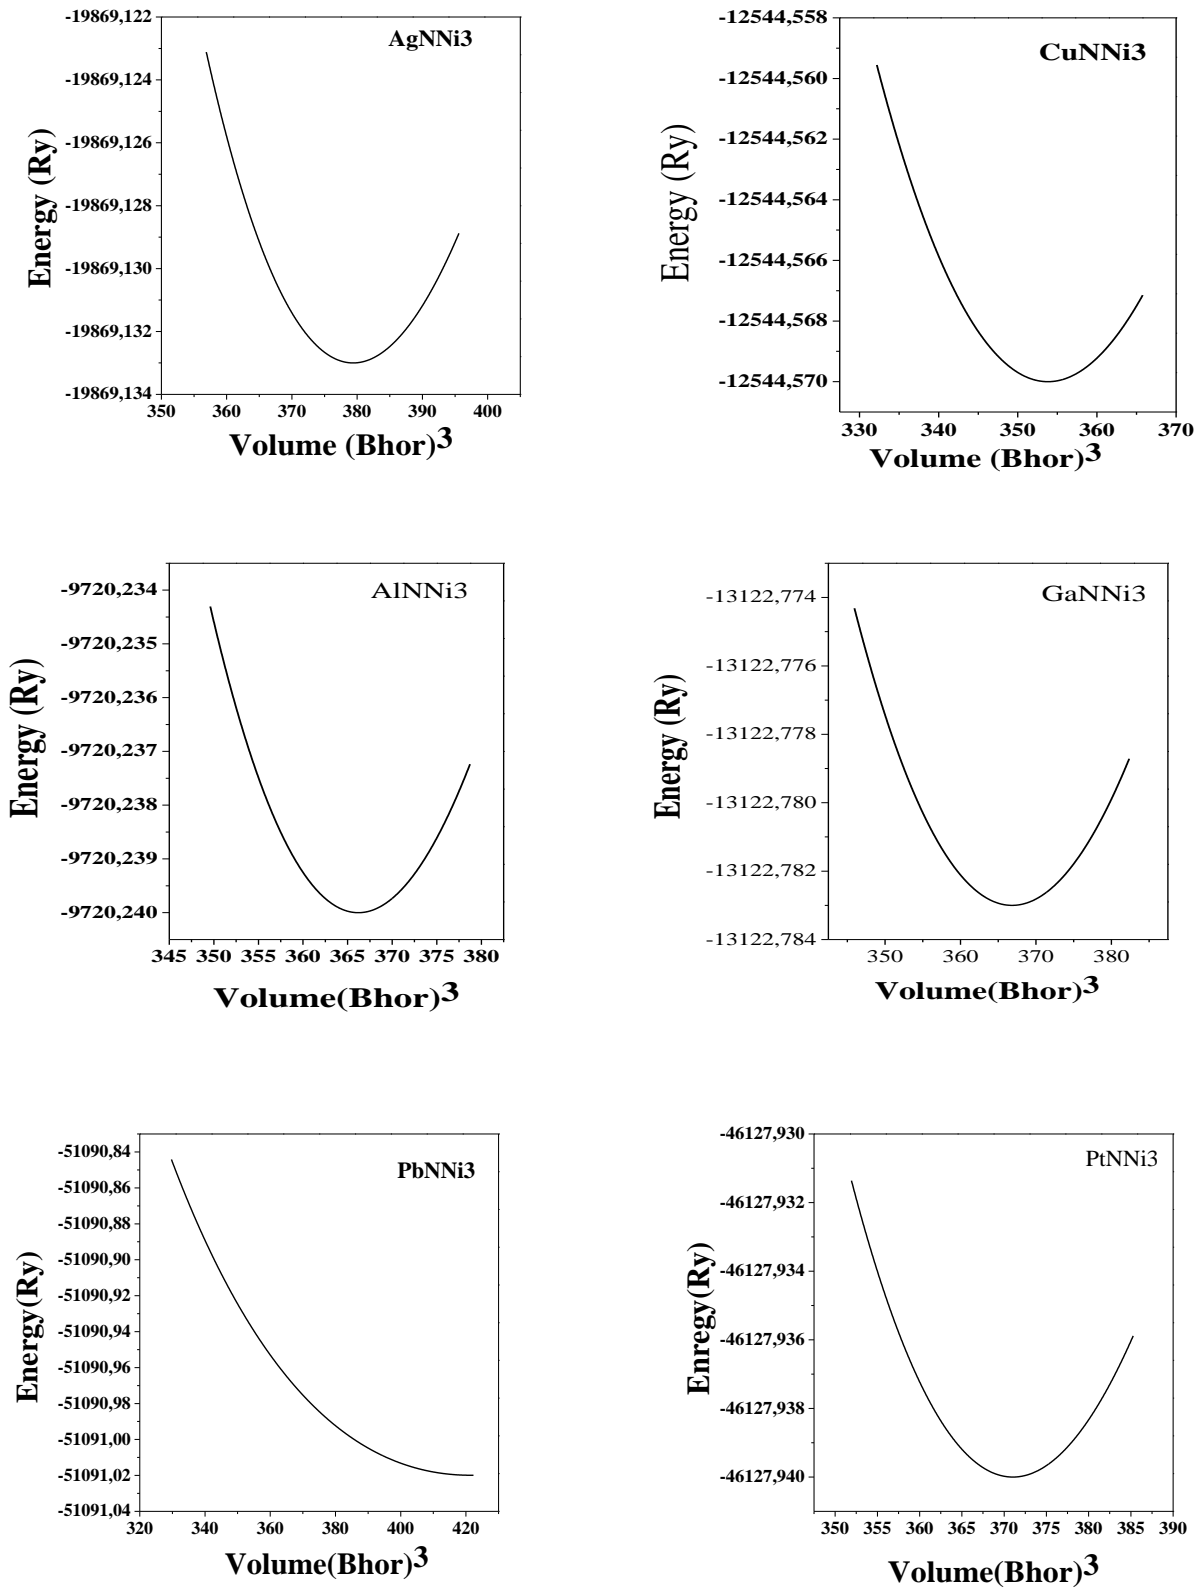 -19869,122
-19869,124
-19869,126
-19869,128
-19869,130
-19869,132
-19869,134
Energy (Ry)
AgNNi3
350 360 370 380 390 400
Volume (Bhor)3
-12544,558
-12544,560
-12544,562
-12544,564
-12544,566
-12544,568
-12544,570
Energy (Ry)
CuNNi3
330 340 350 360 370
Volume (Bhor)3
-9720,234
-9720,235
-9720,236
-9720,237
-9720,238
-9720,239
-9720,240
Energy (Ry)
AlNNi3
345 350 355 360 365 370 375 380
Volume(Bhor)3
-13122,774
-13122,776
-13122,778
-13122,780
-13122,782
-13122,784
Energy (Ry)
GaNNi3
350 360 370 380
Volume(Bhor)3
-51090,84
-51090,86
-51090,88
-51090,90
-51090,92
-51090,94
-51090,96
-51090,98
-51091,00
-51091,02
-51091,04
Energy(Ry)
PbNNi3
320 340 360 380 400 420
Volume(Bhor)3
-46127,930
-46127,932
-46127,934
-46127,936
-46127,938
-46127,940
Enregy(Ry)
PtNNi3
350 355 360 365 370 375 380 385 390
Volume(Bhor)3